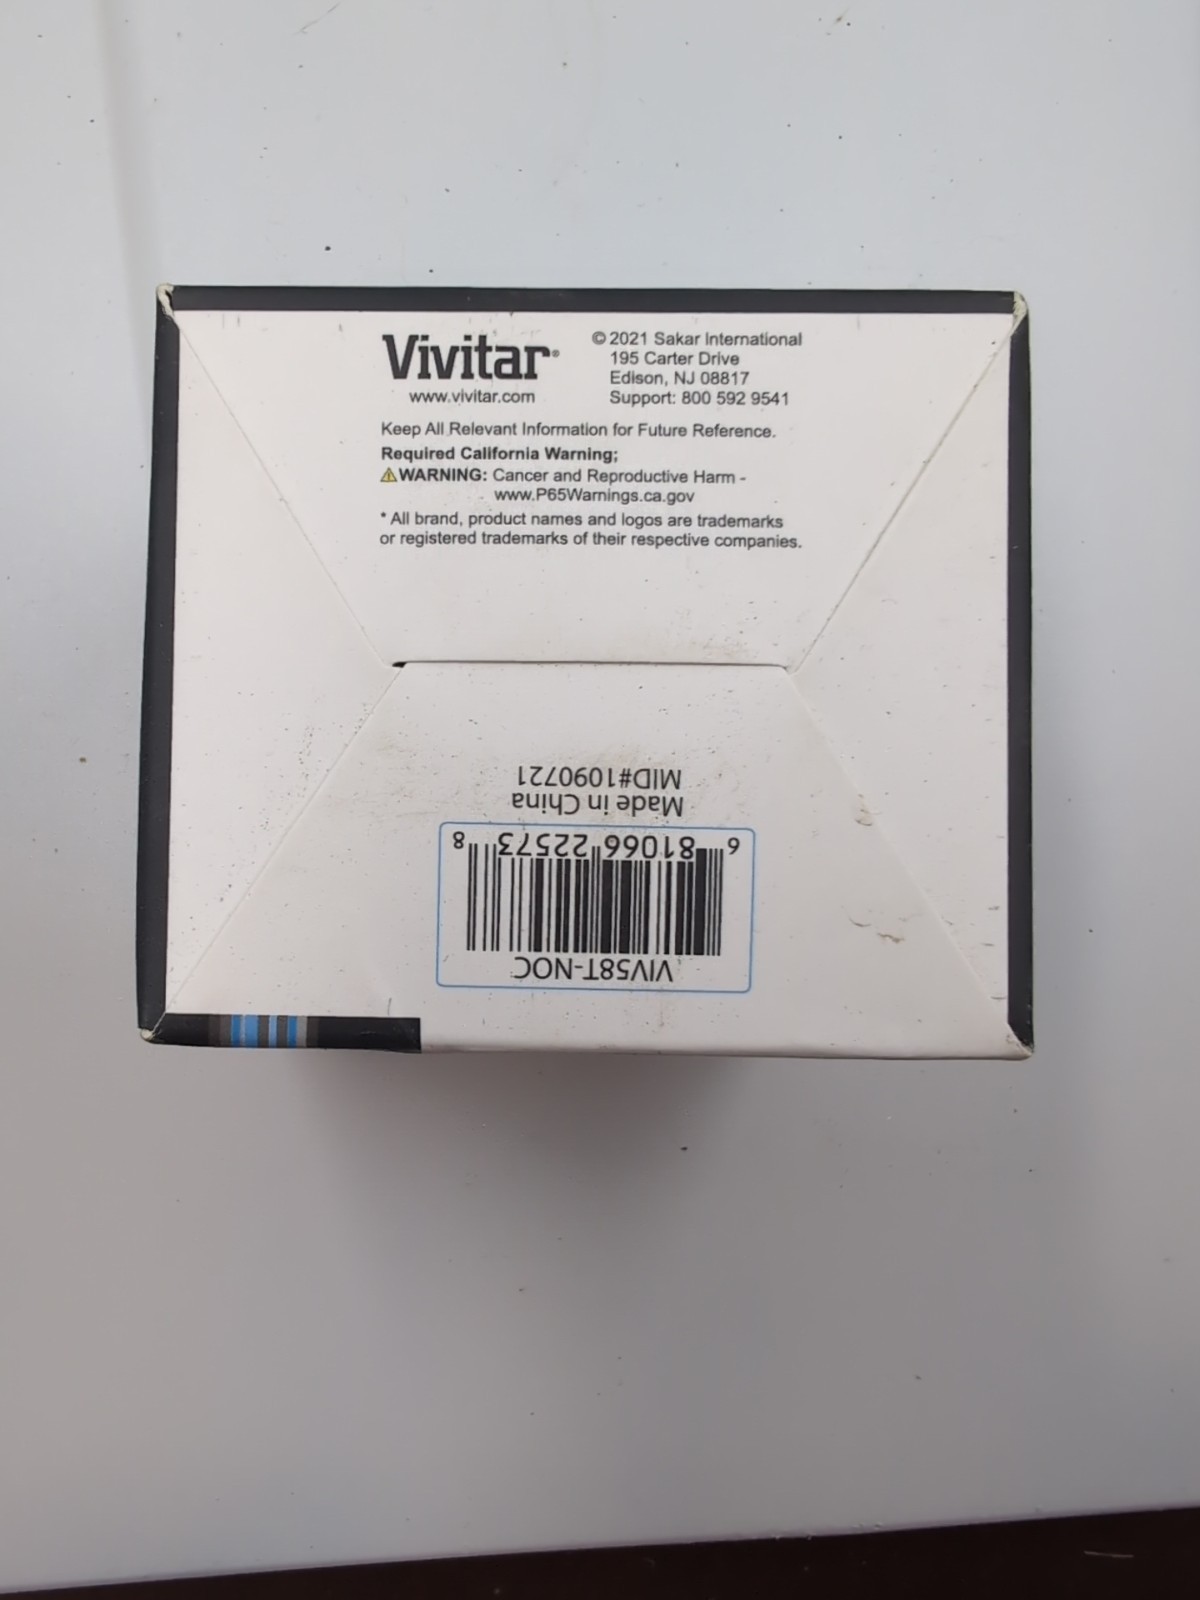 Vivitar®
www.vivitar.com
© 2021 Sakar International
195 Carter Drive
Edison, NJ 08817
Support: 800 592 9541
Keep All Relevant Information for Future Reference.
Required California Warning;
WARNING: Cancer and Reproductive Harm -
www.P65Warnings.ca.gov
* All brand, product names and logos are trademarks
or registered trademarks of their respective companies.
VIV58T-NOC
6 81066 22573 8
Made in China
MID#1090721